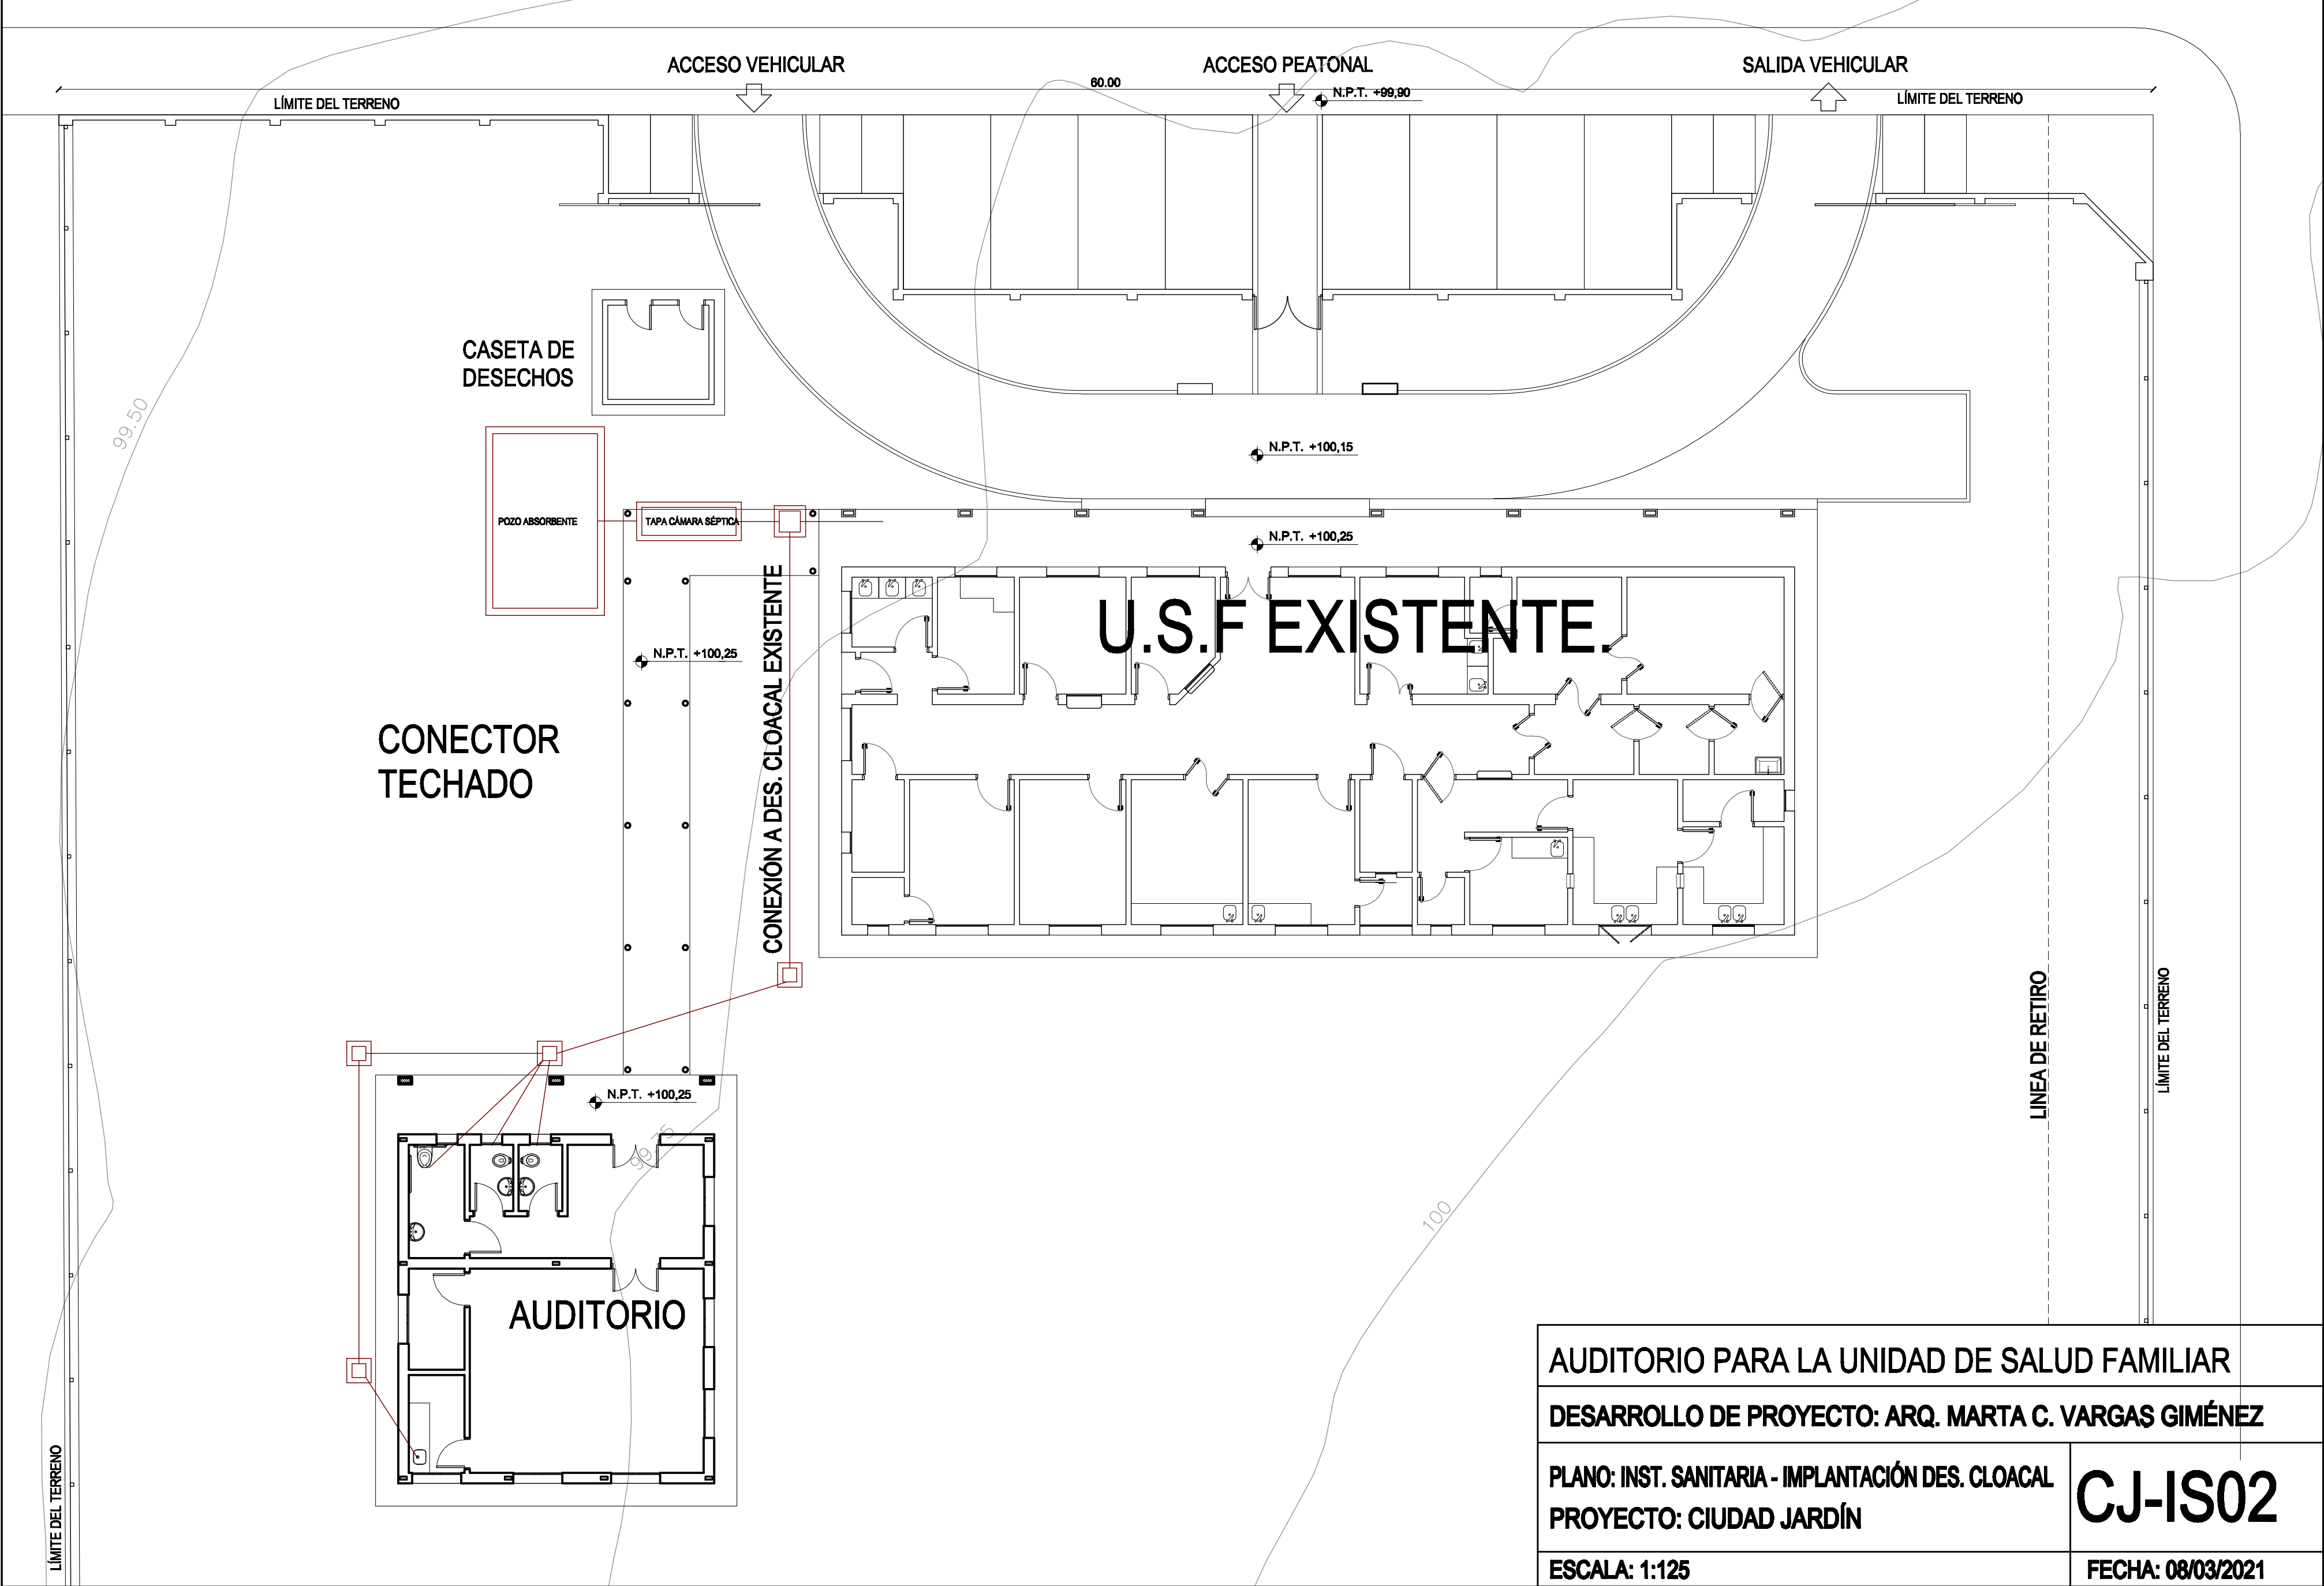 ACCESO VEHICULAR
ACCESO PEATONAL
SALIDA VEHICULAR
60.00
LÍMITE DEL TERRENO
N.P.T. +99,90
LÍMITE DEL TERRENO
CASETA DE
DESECHOS
99.50
N.P.T. +100,15
POZO ABSORBENTE
TAPA CÁMARA SÉPTICA
N.P.T. +100,25
U.S.F EXISTENTE.
N.P.T. +100,25
CONEXIÓN A DES. CLOACAL EXISTENTE
CONECTOR
TECHADO
LINEA DE RETIRO
LÍMITE DEL TERRENO
N.P.T. +100,25
99.75
100
AUDITORIO
LÍMITE DEL TERRENO
AUDITORIO PARA LA UNIDAD DE SALUD FAMILIAR
DESARROLLO DE PROYECTO: ARQ. MARTA C. VARGAS GIMÉNEZ
PLANO: INST. SANITARIA - IMPLANTACIÓN DES. CLOACAL
PROYECTO: CIUDAD JARDÍN
CJ-IS02
ESCALA: 1:125
FECHA: 08/03/2021